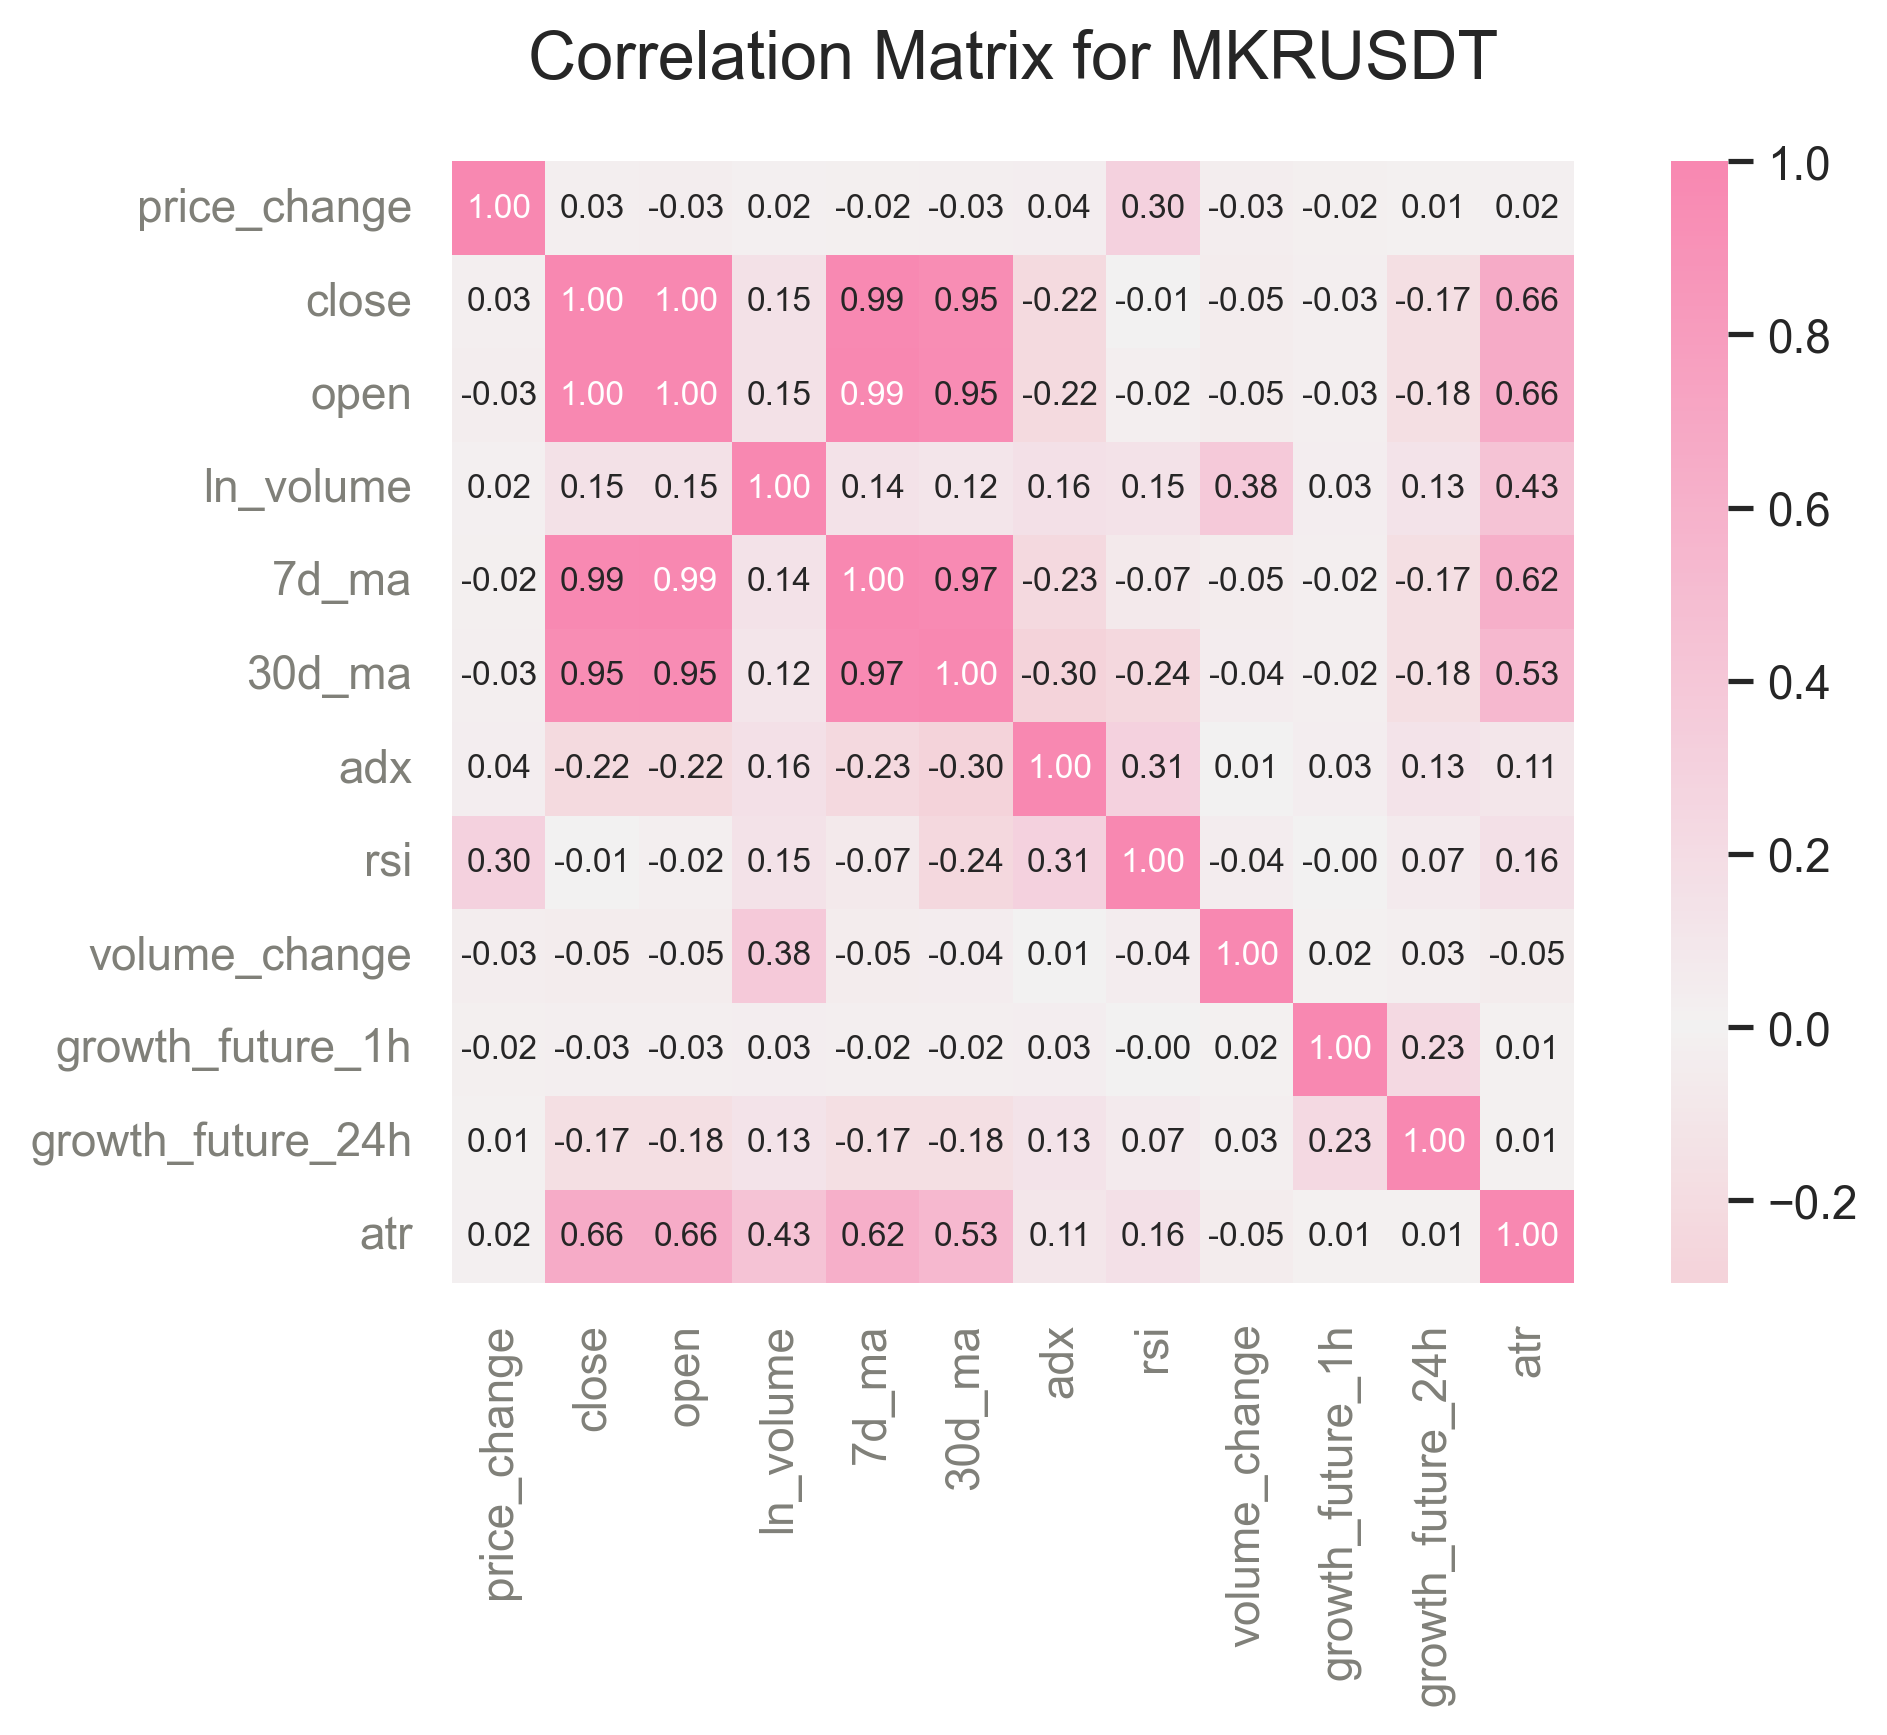 Correlation Matrix for MKRUSDT
price_change 1.00 0.03 -0.03 0.02 -0.02 -0.03 0.04 0.30 -0.03 -0.02 0.01 0.02
close 0.03 1.00 1.00 0.15 0.99 0.95 -0.22 -0.01 -0.05 -0.03 -0.17 0.66
open -0.03 1.00 1.00 0.15 0.99 0.95 -0.22 -0.02 -0.05 -0.03 -0.18 0.66
ln_volume 0.02 0.15 0.15 1.00 0.14 0.12 0.16 0.15 0.38 0.03 0.13 0.43
7d_ma -0.02 0.99 0.99 0.14 1.00 0.97 -0.23 -0.07 -0.05 -0.02 -0.17 0.62
30d_ma -0.03 0.95 0.95 0.12 0.97 1.00 -0.30 -0.24 -0.04 -0.02 -0.18 0.53
adx 0.04 -0.22 -0.22 0.16 -0.23 -0.30 1.00 0.31 0.01 0.03 0.13 0.11
rsi 0.30 -0.01 -0.02 0.15 -0.07 -0.24 0.31 1.00 -0.04 -0.00 0.07 0.16
volume_change -0.03 -0.05 -0.05 0.38 -0.05 -0.04 0.01 -0.04 1.00 0.02 0.03 -0.05
growth_future_1h -0.02 -0.03 -0.03 0.03 -0.02 -0.02 0.03 -0.00 0.02 1.00 0.23 0.01
growth_future_24h 0.01 -0.17 -0.18 0.13 -0.17 -0.18 0.13 0.07 0.03 0.23 1.00 0.01
atr 0.02 0.66 0.66 0.43 0.62 0.53 0.11 0.16 -0.05 0.01 0.01 1.00
price_change
close
open
ln_volume
7d_ma
30d_ma
adx
rsi
volume_change
growth_future_1h
growth_future_24h
atr
1.0
0.8
0.6
0.4
0.2
0.0
−0.2